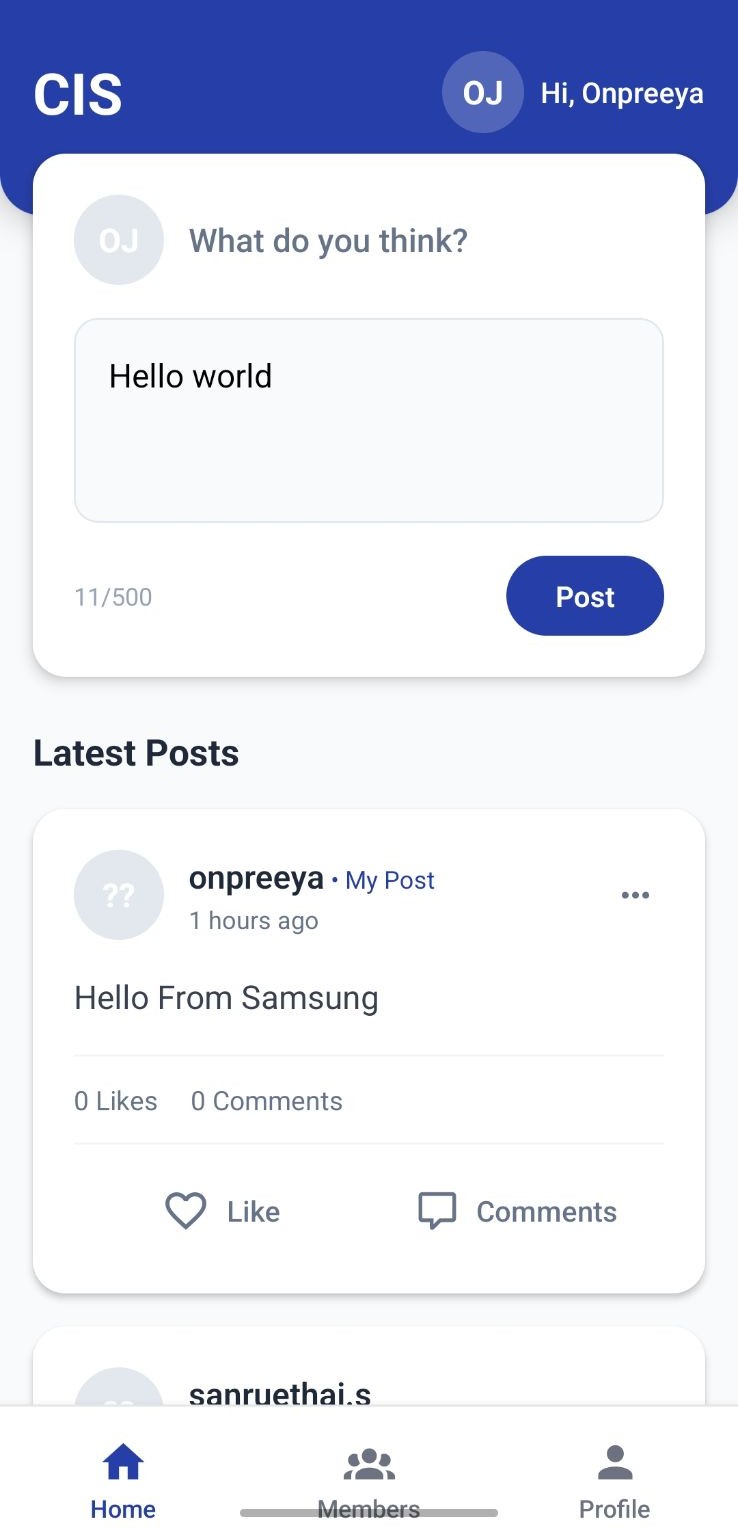 CIS
OJ
Hi, Onpreeya
OJ
What do you think?
Hello world
11/500
Post
Latest Posts
??
onpreeya • My Post
1 hours ago
Hello From Samsung
0 Likes 0 Comments
Like
Comments
??
sanruethai.s
Home
Members
Profile